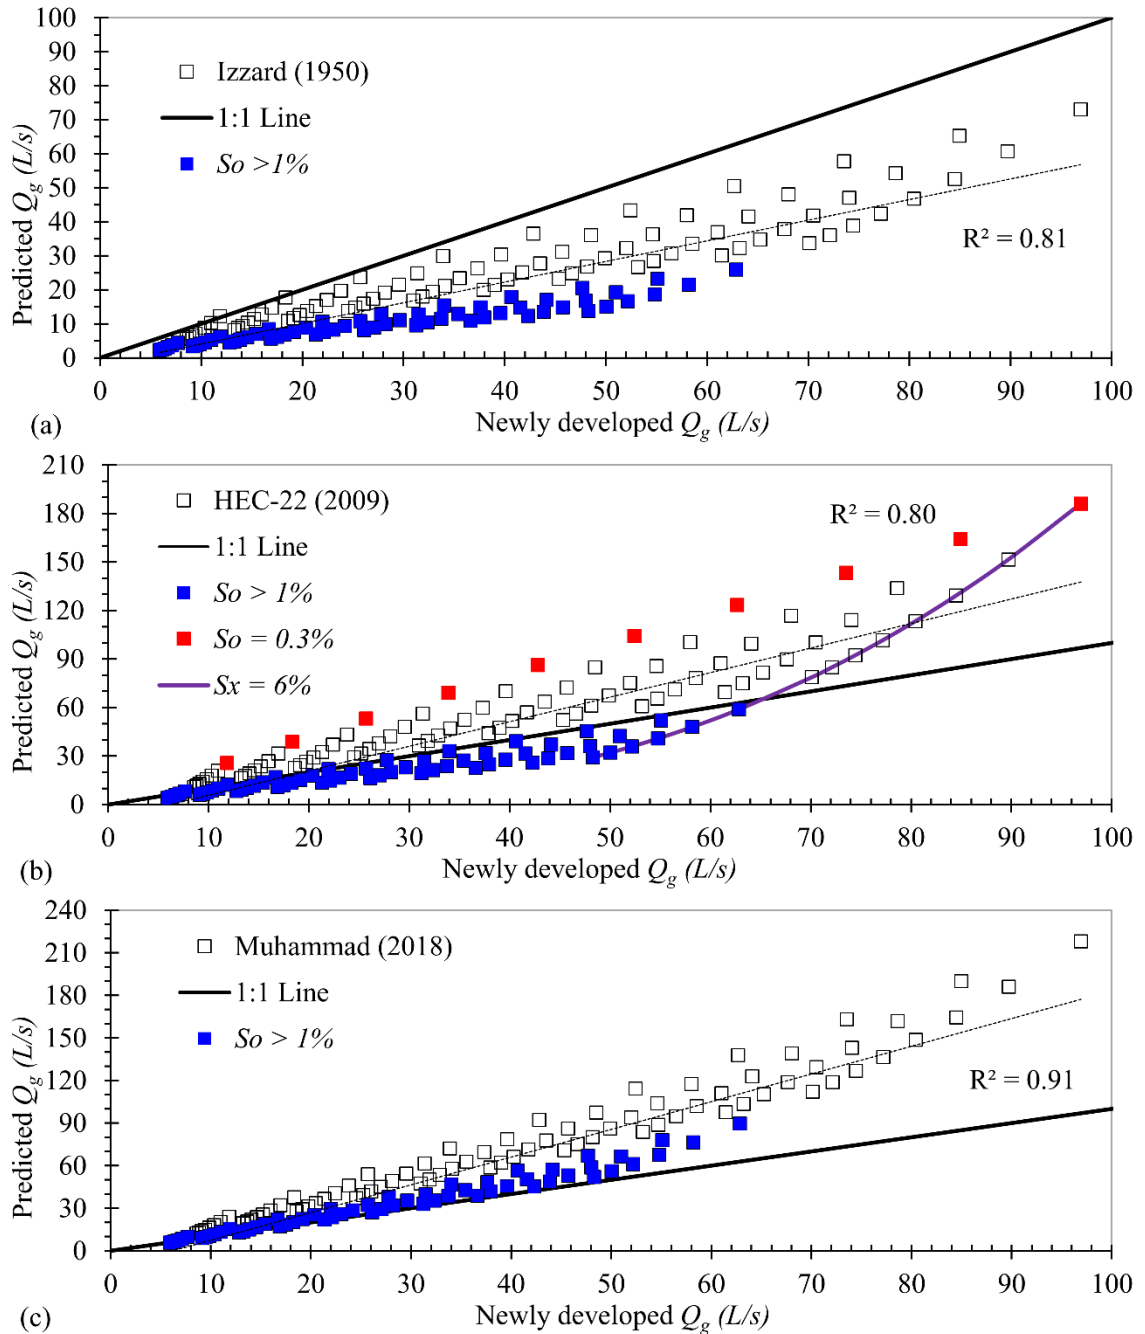 100
90
80
70
60
50
40
30
20
10
0
Predicted Qg (L/s)
Izzard (1950)
1:1 Line
So >1%
R² = 0.81
0 10 20 30 40 50 60 70 80 90 100
(a)
Newly developed Qg (L/s)
210
180
150
120
90
60
30
0
Predicted Qg (L/s)
HEC-22 (2009)
1:1 Line
So > 1%
So = 0.3%
Sx = 6%
R² = 0.80
0 10 20 30 40 50 60 70 80 90 100
(b)
Newly developed Qg (L/s)
240
210
180
150
120
90
60
30
0
Predicted Qg (L/s)
Muhammad (2018)
1:1 Line
So > 1%
R² = 0.91
0 10 20 30 40 50 60 70 80 90 100
(c)
Newly developed Qg (L/s)